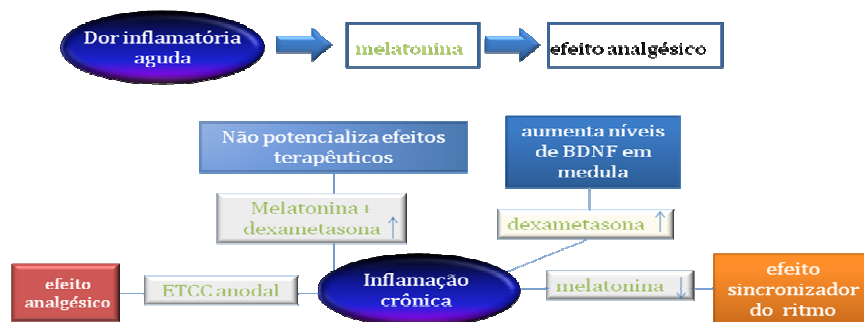 Dor inflamatória
aguda
melatonina
efeito analgésico
Não potencializa efeitos
terapêuticos
aumenta níveis
de BDNF em
medula
Melatonina +
dexametasona ↑
dexametasona ↑
efeito
analgésico
ETCC anodal
Inflamação
crônica
melatonina ↓
efeito
sincronizador
do ritmo